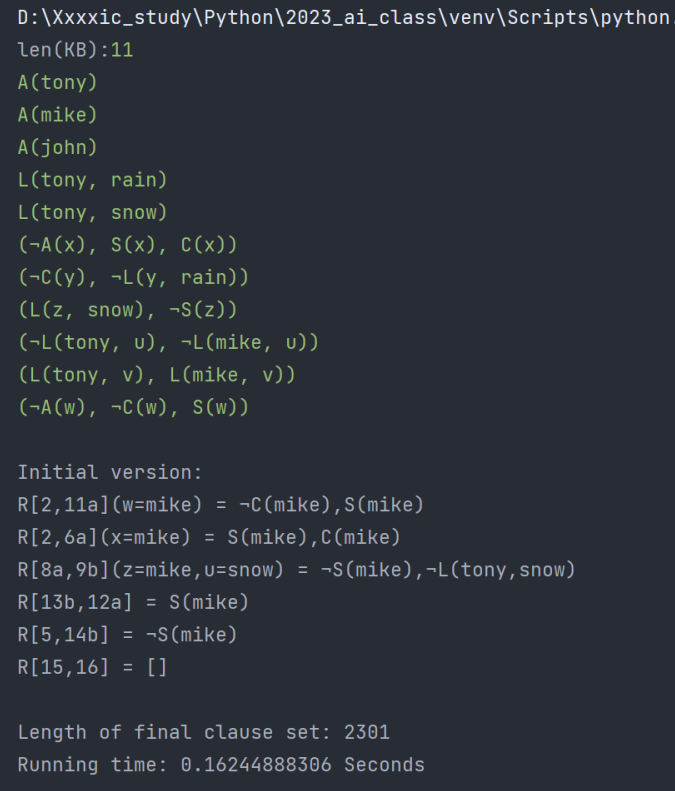 D:\Xxxxic_study\Python\2023_ai_class\venv\Scripts\python.
len(KB):11
A(tony)
A(mike)
A(john)
L(tony, rain)
L(tony, snow)
(¬A(x), S(x), C(x))
(¬C(y), ¬L(y, rain))
(L(z, snow), ¬S(z))
(¬L(tony, u), ¬L(mike, u))
(L(tony, v), L(mike, v))
(¬A(w), ¬C(w), S(w))
Initial version:
R[2,11a](w=mike) = ¬C(mike),S(mike)
R[2,6a](x=mike) = S(mike),C(mike)
R[8a,9b](z=mike,u=snow) = ¬S(mike),¬L(tony,snow)
R[13b,12a] = S(mike)
R[5,14b] = ¬S(mike)
R[15,16] = []
Length of final clause set: 2301
Running time: 0.16244888306 Seconds